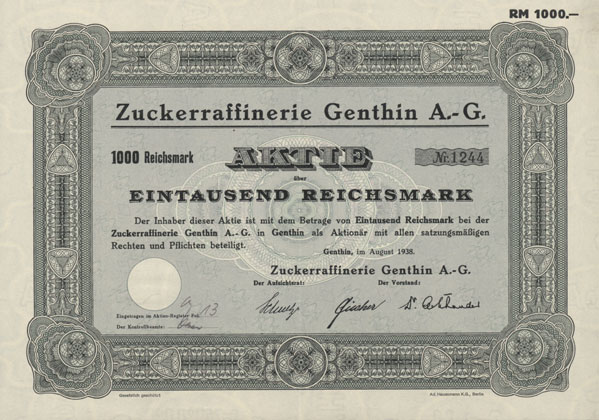 RM 1000.—
Zuckerraffinerie Genthin A.-G.
1000 Reichsmark AKTIE No 1244
über
EINTAUSEND REICHSMARK
Der Inhaber dieser Aktie ist mit dem Betrage von Eintausend Reichsmark bei der
Zuckerraffinerie Genthin A.-G. in Genthin als Aktionär mit allen satzungsmäßigen
Rechten und Pflichten beteiligt.
Genthin, im August 1938.
Zuckerraffinerie Genthin A.-G.
Der Aufsichtsrat: Der Vorstand:
Eingetragen im Aktien-Register Fol. 13
Der Kontrollbeamte:
Gesetzlich geschützt
Ad. Heusemann K.G., Berlin